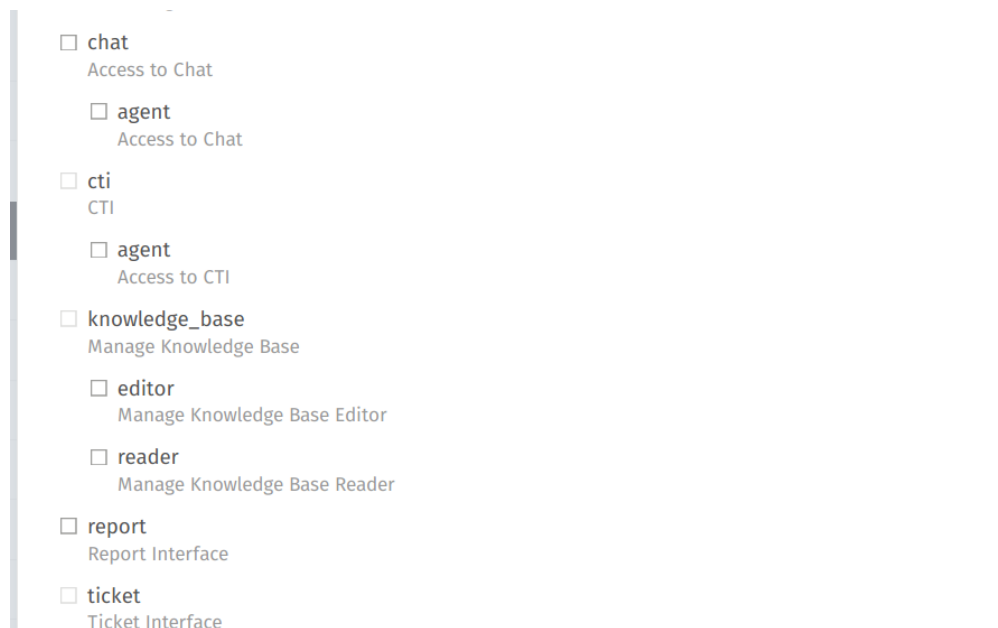 chat
Access to Chat
agent
Access to Chat
cti
CTI
agent
Access to CTI
knowledge_base
Manage Knowledge Base
editor
Manage Knowledge Base Editor
reader
Manage Knowledge Base Reader
report
Report Interface
ticket
Ticket Interface